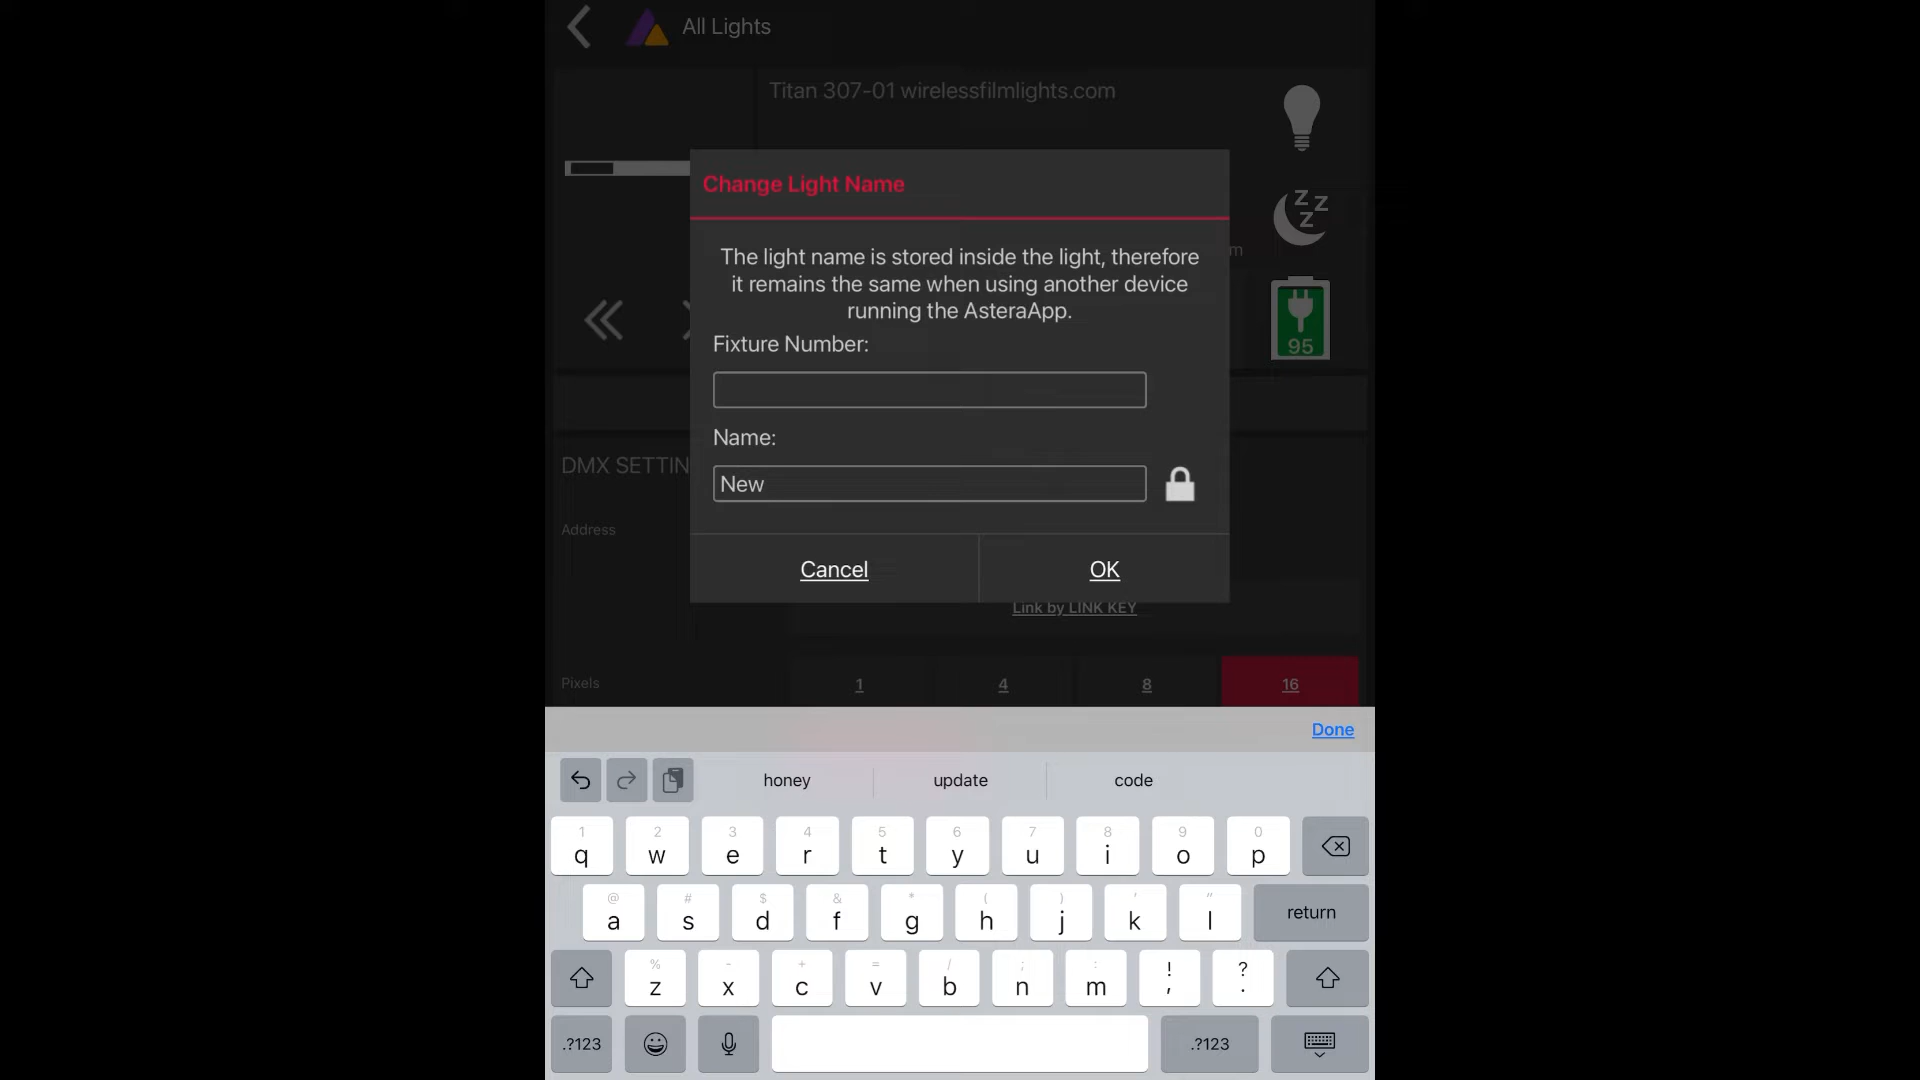 All Lights
Titan 307-01 wirelessfilmlights.com
Change Light Name
The light name is stored inside the light, therefore
it remains the same when using another device
running the AsteraApp.
m
95
Fixture Number:
Name:
New
DMX SETTIN
Address
Cancel OK
Link by LINK KEY
Pixels 1 4 8 16
Done
honey update code
1 2 3 4 5 6 7 8 9 0
q w e r t y u i o p
@ # $ & * ( ) ' "
a s d f g h j k l return
% - + = / ; : ! ?
z x c v b n m , .
.?123 .?123